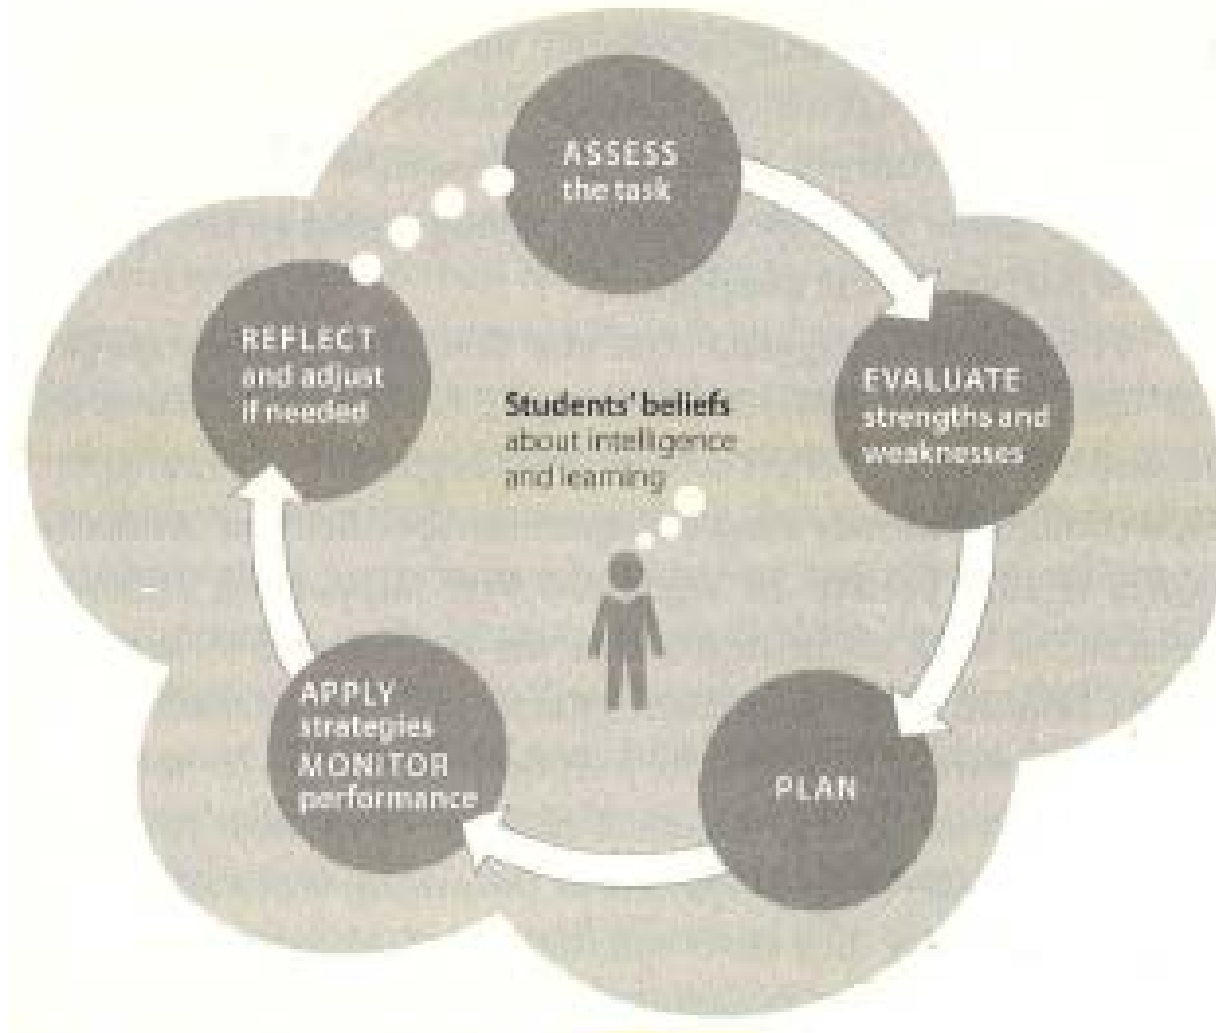 ASSESS
the task
EVALUATE
strengths and
weaknesses
PLAN
APPLY
strategies
MONITOR
performance
REFLECT
and adjust
if needed
Students' beliefs
about intelligence
and learning